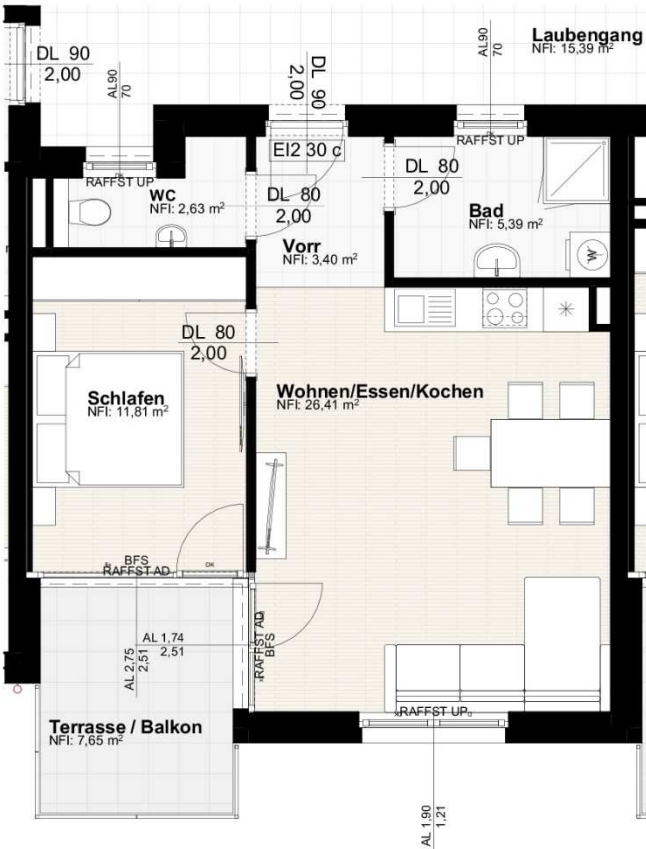 Laubengang
NFl: 15,39 m²
DL 90
2,00
AL90
70
DL 90
2,00
AL90
70
RAFFST UP
EI2 30 c
RAFFST UP
WC
NFl: 2,63 m²
DL 80
2,00
DL 80
2,00
Bad
NFl: 5,39 m²
W
Vorr
NFl: 3,40 m²
DL 80
2,00
Schlafen
NFl: 11,81 m²
Wohnen/Essen/Kochen
NFl: 26,41 m²
BFS
RAFFST AD
AL 1,74
2,51
AL 2,75
2,51
RAFFST AD
BFS
RAFFST UP
Terrasse / Balkon
NFl: 7,65 m²
AL 1,90
1,21